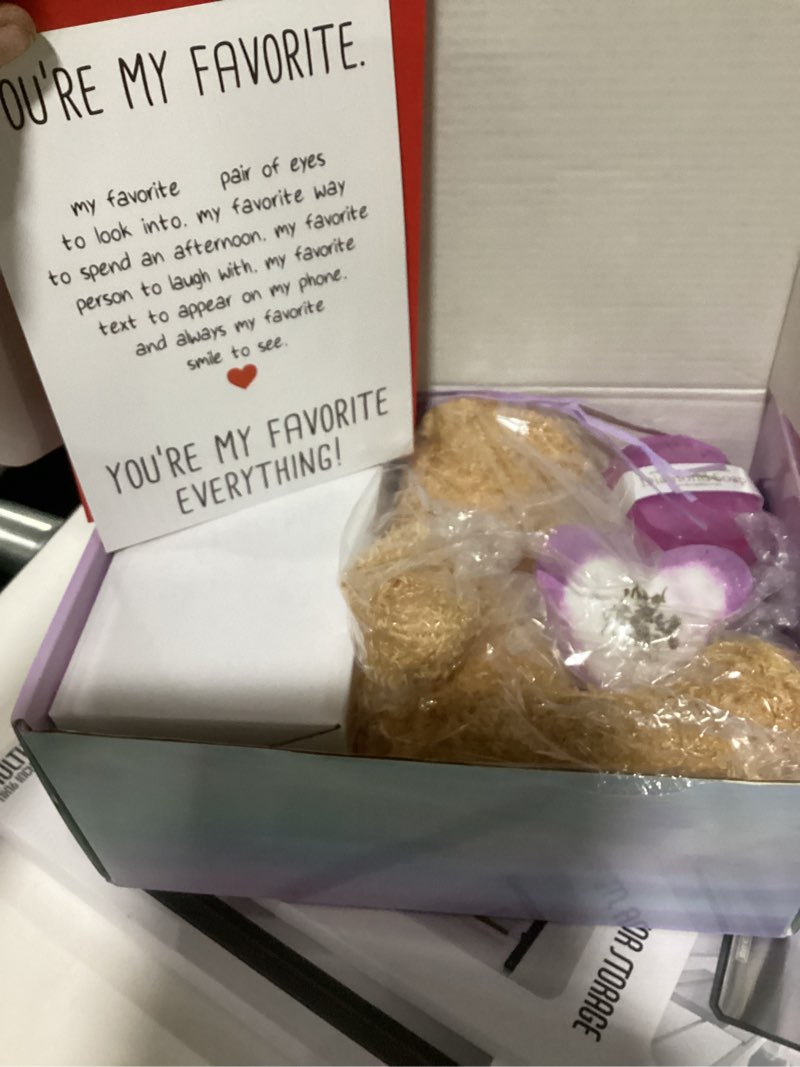 OU'RE MY FAVORITE.
my favorite pair of eyes
to look into. my favorite way
to spend an afternoon. my favorite
person to laugh with. my favorite
text to appear on my phone.
and always my favorite
smile to see.
YOU'RE MY FAVORITE
EVERYTHING!
OR STORAGE